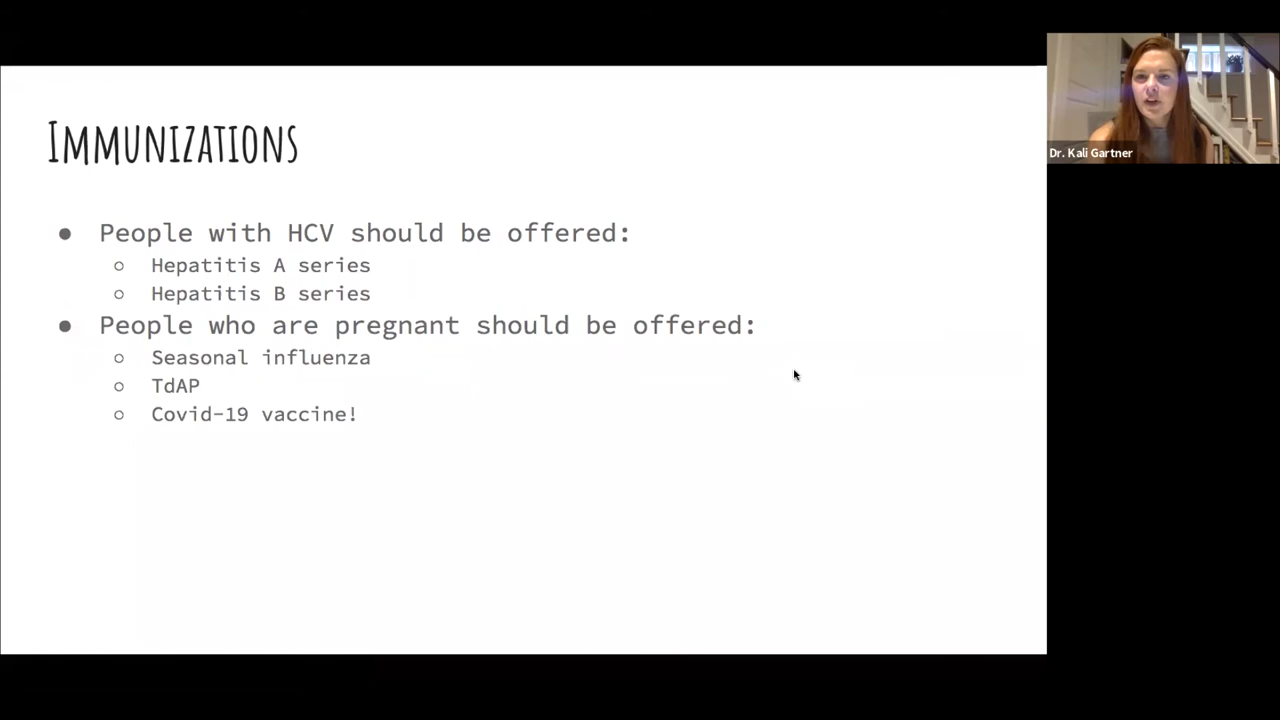 Immunizations
● People with HCV should be offered:
○ Hepatitis A series
○ Hepatitis B series
● People who are pregnant should be offered:
○ Seasonal influenza
○ TdAP
○ Covid-19 vaccine!
Dr. Kali Gartner